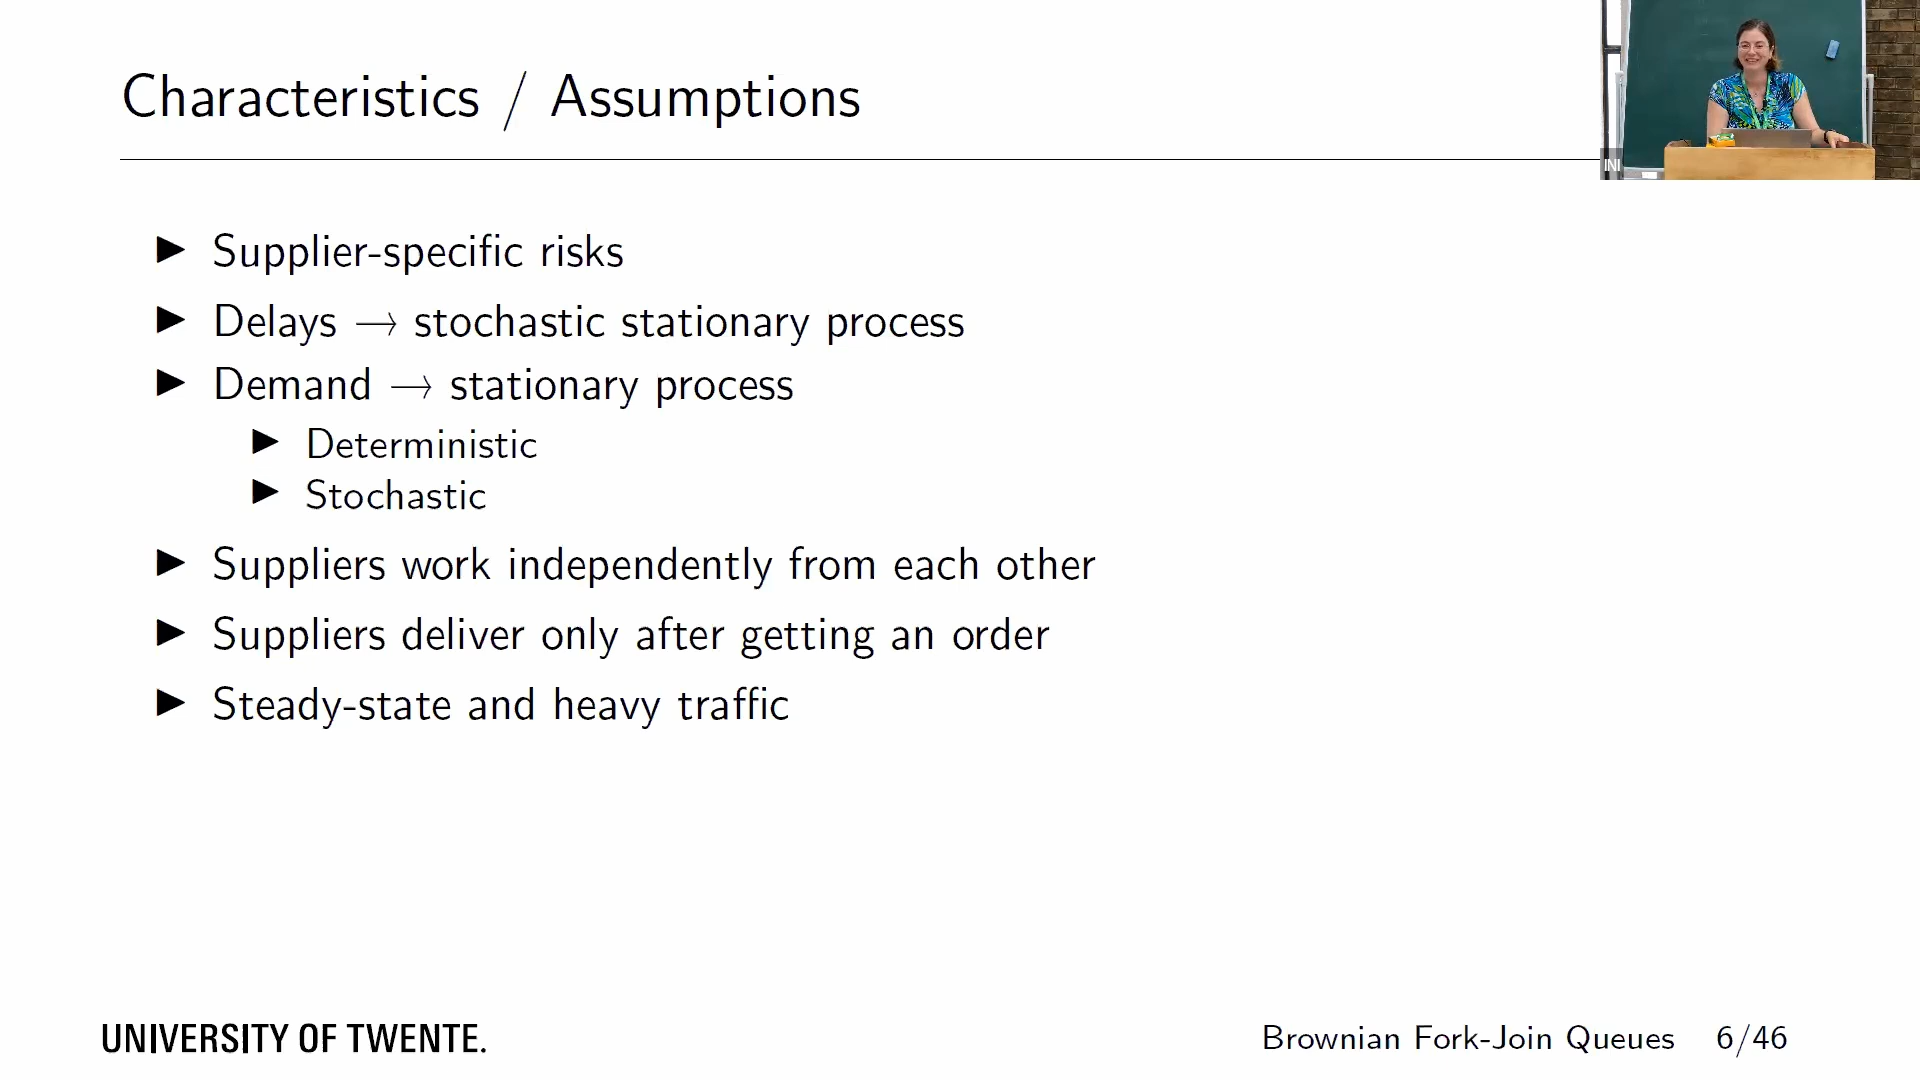 Characteristics / Assumptions
INI
▶ Supplier-specific risks
▶ Delays → stochastic stationary process
▶ Demand → stationary process
▶ Deterministic
▶ Stochastic
▶ Suppliers work independently from each other
▶ Suppliers deliver only after getting an order
▶ Steady-state and heavy traffic
UNIVERSITY OF TWENTE.
Brownian Fork-Join Queues 6/46